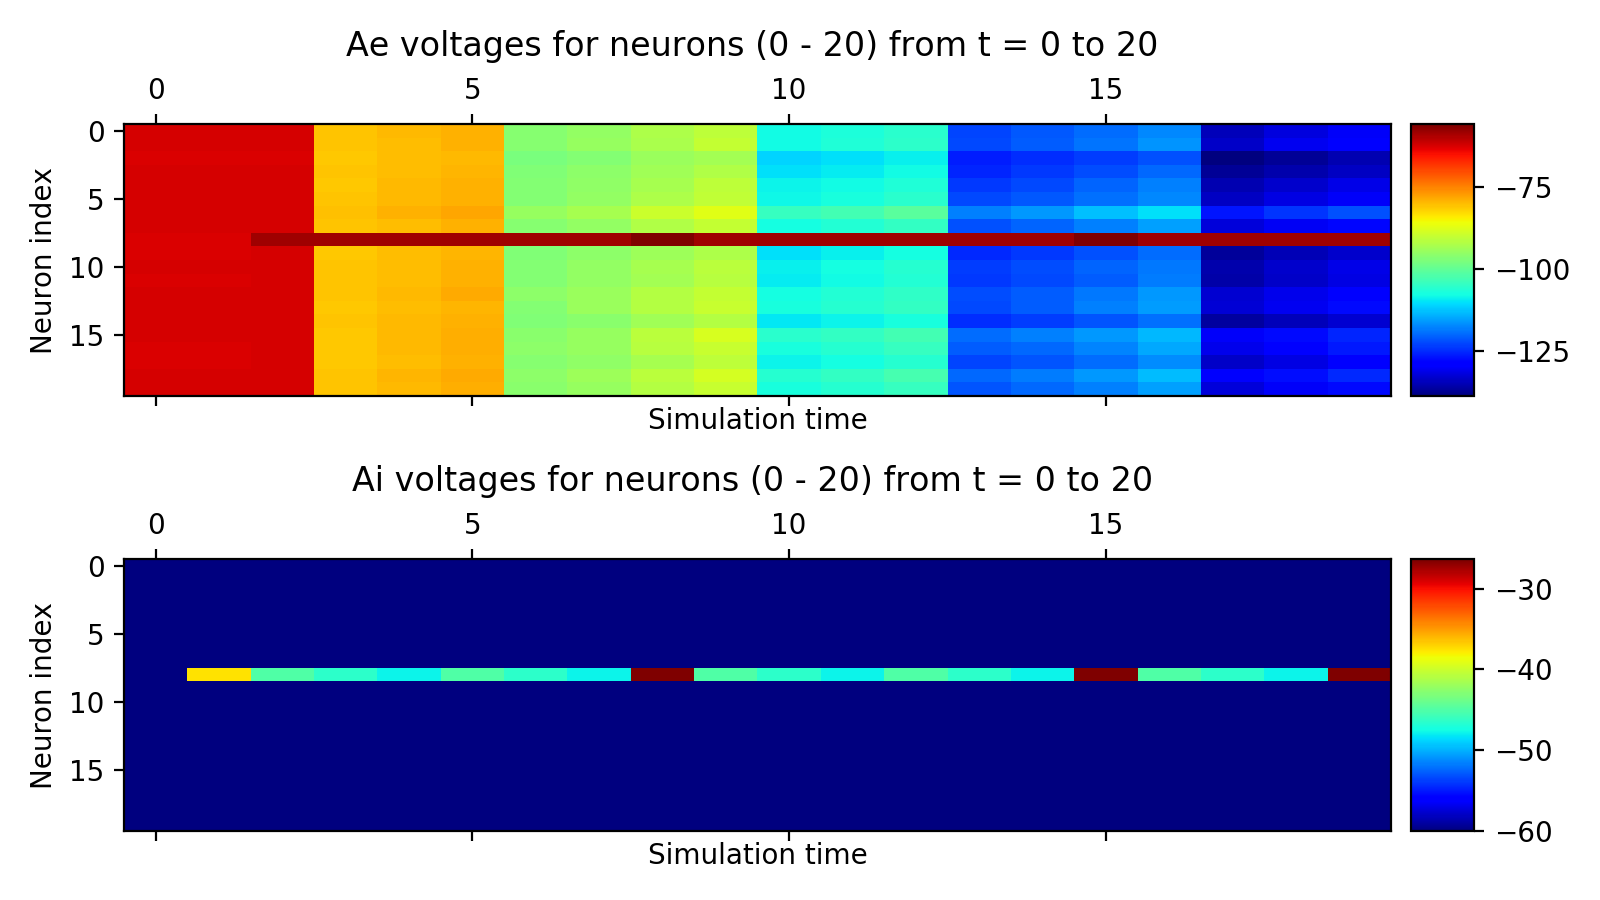 Ae voltages for neurons (0 - 20) from t = 0 to 20
0 5 10 15
Neuron index
0
5
10
15
−75
−100
−125
Simulation time
Ai voltages for neurons (0 - 20) from t = 0 to 20
0 5 10 15
Neuron index
0
5
10
15
−30
−40
−50
−60
Simulation time